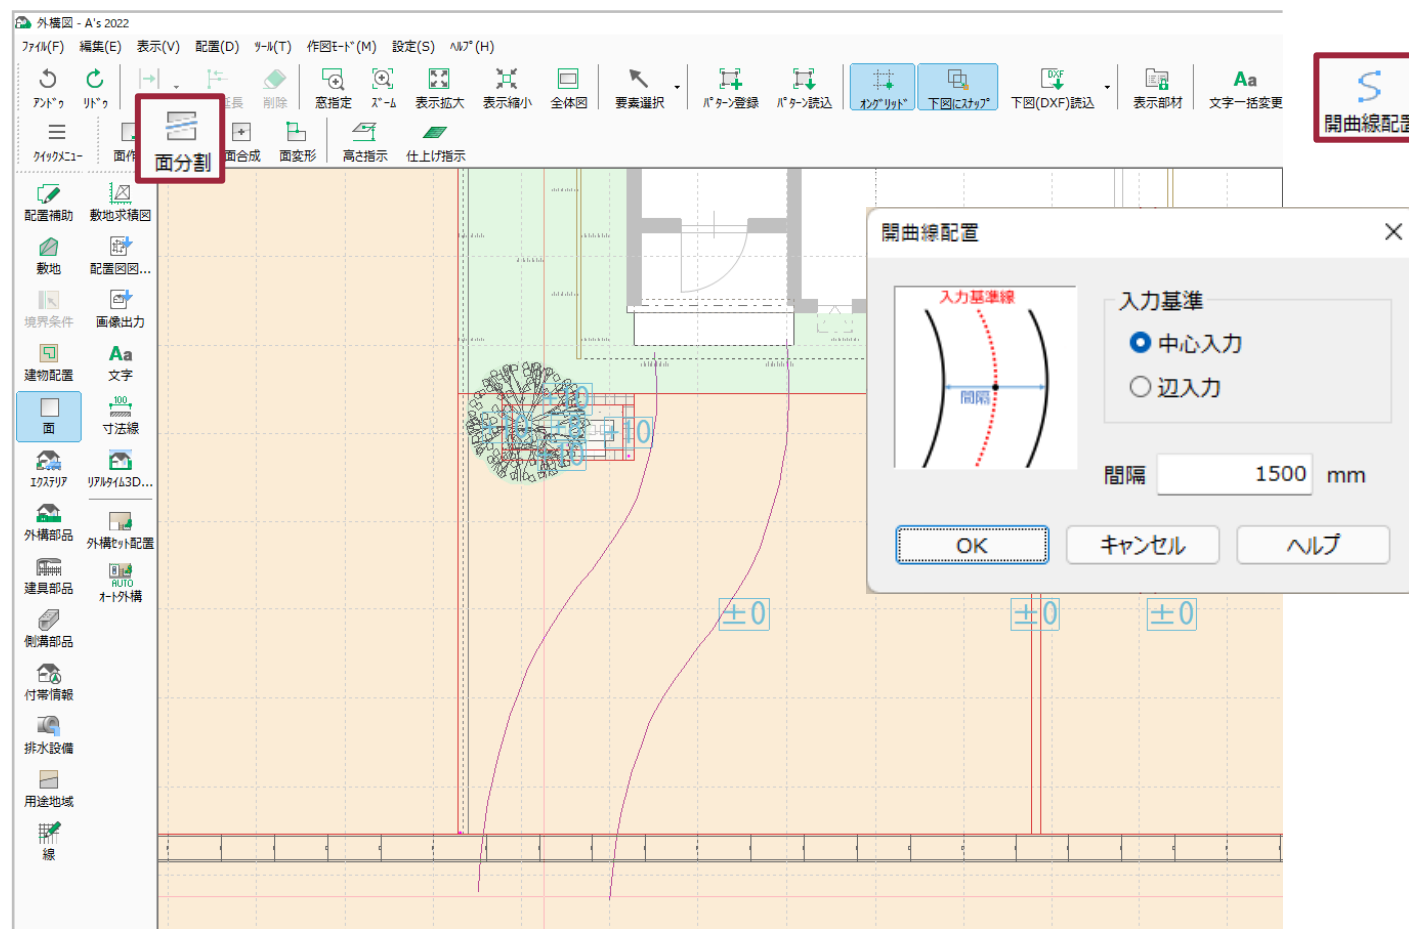 外構図 - A's 2022
ﾌｧｲﾙ(F) 編集(E) 表示(V) 配置(D) ﾂｰﾙ(T) 作図ﾓｰﾄﾞ(M) 設定(S) ﾍﾙﾌﾟ(H)
ｱﾝﾄﾞｩ ﾘﾄﾞｩ 延長 削除 窓指定 ｽﾞｰﾑ 表示拡大 表示縮小 全体図 要素選択 ﾊﾟﾀｰﾝ登録 ﾊﾟﾀｰﾝ読込 ｵﾝｸﾞﾘｯﾄﾞ 下図にｽﾅｯﾌﾟ 下図(DXF)読込 表示部材 文字一括変更
開曲線配置
ｸｲｯｸﾒﾆｭｰ 面作 面分割 面合成 面変形 高さ指示 仕上げ指示
配置補助 敷地求積図
敷地 配置図図...
境界条件 画像出力
建物配置 文字
面 寸法線
ｴｸｽﾃﾘｱ ﾘｱﾙﾀｲﾑ3D...
外構部品 外構ｾｯﾄ配置
建具部品 ｵｰﾄ外構
側溝部品
付帯情報
排水設備
用途地域
線
開曲線配置
入力基準線
間隔
入力基準
中心入力
辺入力
間隔 1500 mm
OK キャンセル ヘルプ
+10
+10
±0 ±0 ±0